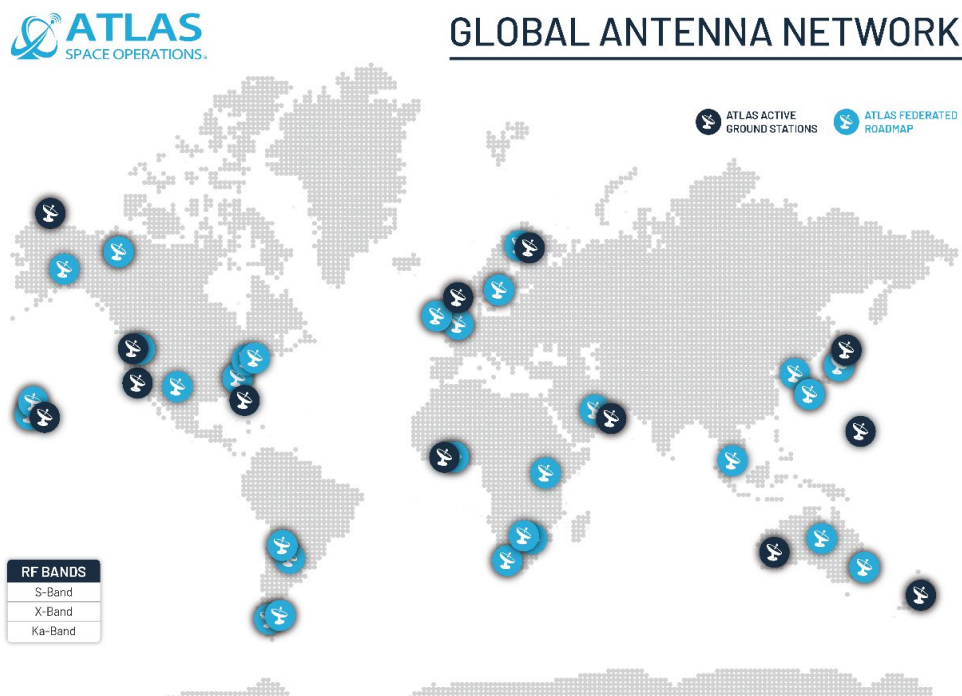 ATLAS
SPACE OPERATIONS
GLOBAL ANTENNA NETWORK
ATLAS ACTIVE
GROUND STATIONS
ATLAS FEDERATED
ROADMAP
RF BANDS
S-Band
X-Band
Ka-Band